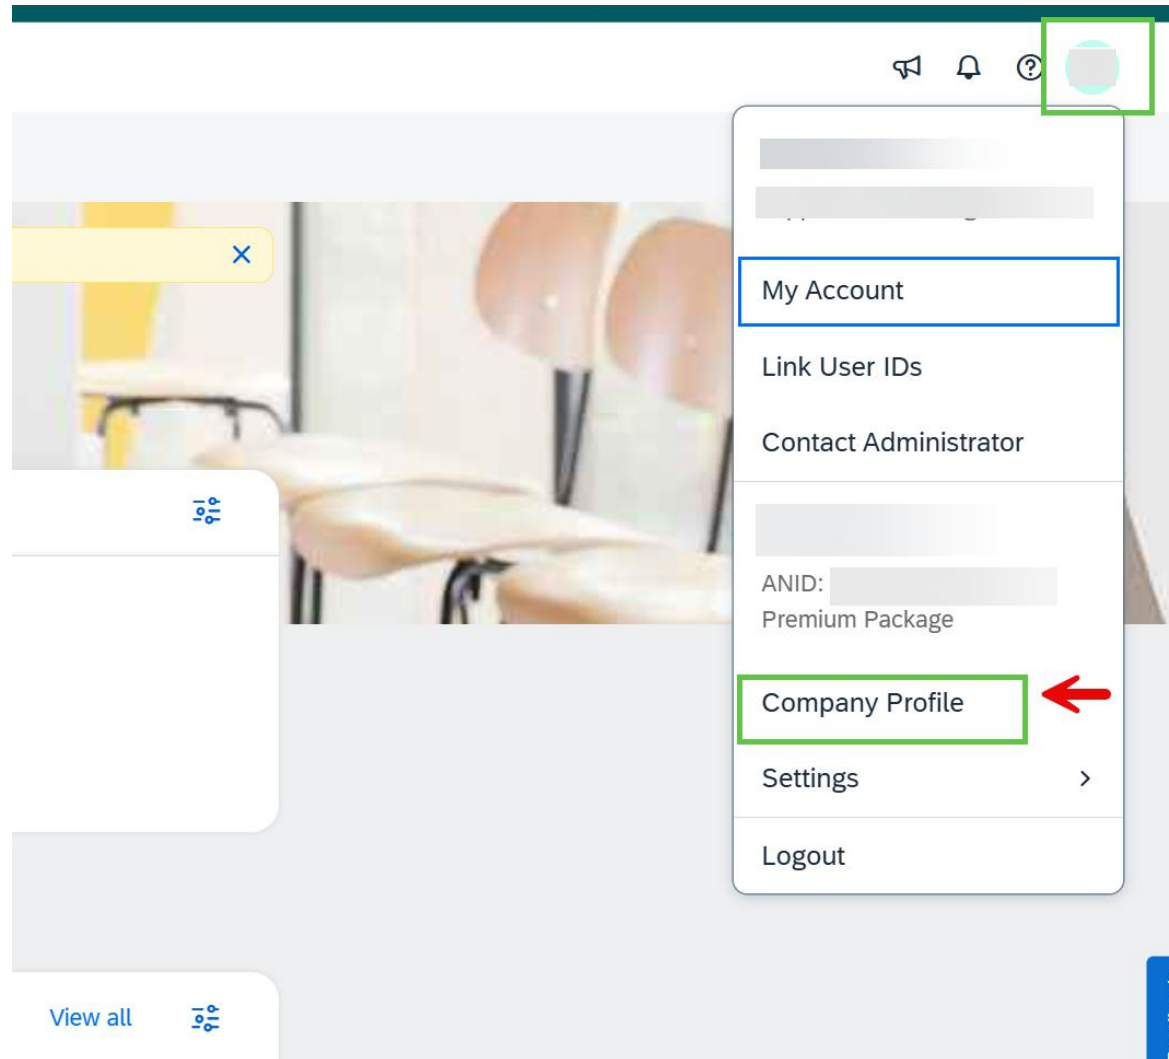 My Account
Link User IDs
Contact Administrator
ANID:
Premium Package
Company Profile
Settings
Logout
View all